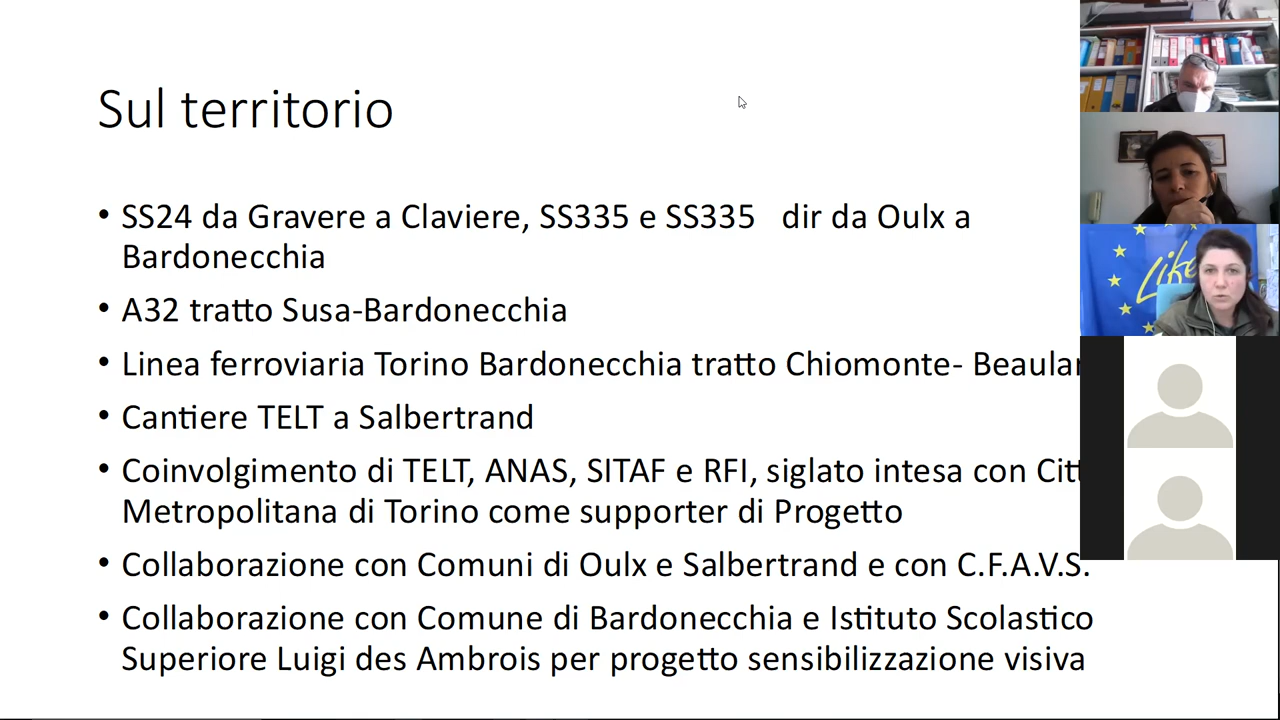 Sul territorio
• SS24 da Gravere a Claviere, SS335 e SS335 dir da Oulx a
Bardonecchia
• A32 tratto Susa-Bardonecchia
• Linea ferroviaria Torino Bardonecchia tratto Chiomonte-
• Cantiere TELT a Salbertrand
• Coinvolgimento di TELT, ANAS, SITAF e RFI, siglato intesa con
Metropolitana di Torino come supporter di Progetto
• Collaborazione con Comuni di Oulx e Salbertrand e con C.F.A.V.S.
• Collaborazione con Comune di Bardonecchia e Istituto Scolastico
Superiore Luigi des Ambrois per progetto sensibilizzazione visiva
Life